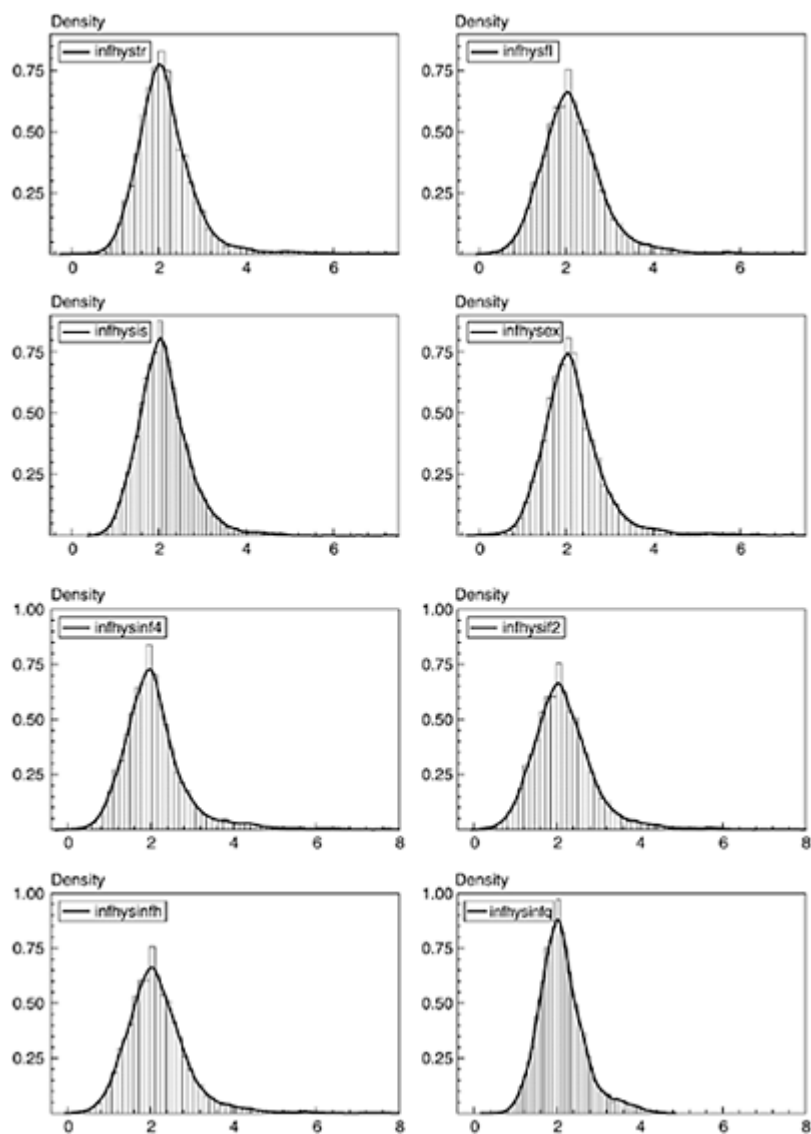 Density Density
infhystr infhysfl
0.75 0.75
0.50 0.50
0.25 0.25
0 2 4 6 0 2 4 6
Density Density
infhysis infhysex
0.75 0.75
0.50 0.50
0.25 0.25
0 2 4 6 0 2 4 6
Density Density
1.00 1.00
infhysinf4 infhysif2
0.75 0.75
0.50 0.50
0.25 0.25
0 2 4 6 8 0 2 4 6 8
Density Density
1.00 1.00
infhysinfh infhysinfq
0.75 0.75
0.50 0.50
0.25 0.25
0 2 4 6 8 0 2 4 6 8